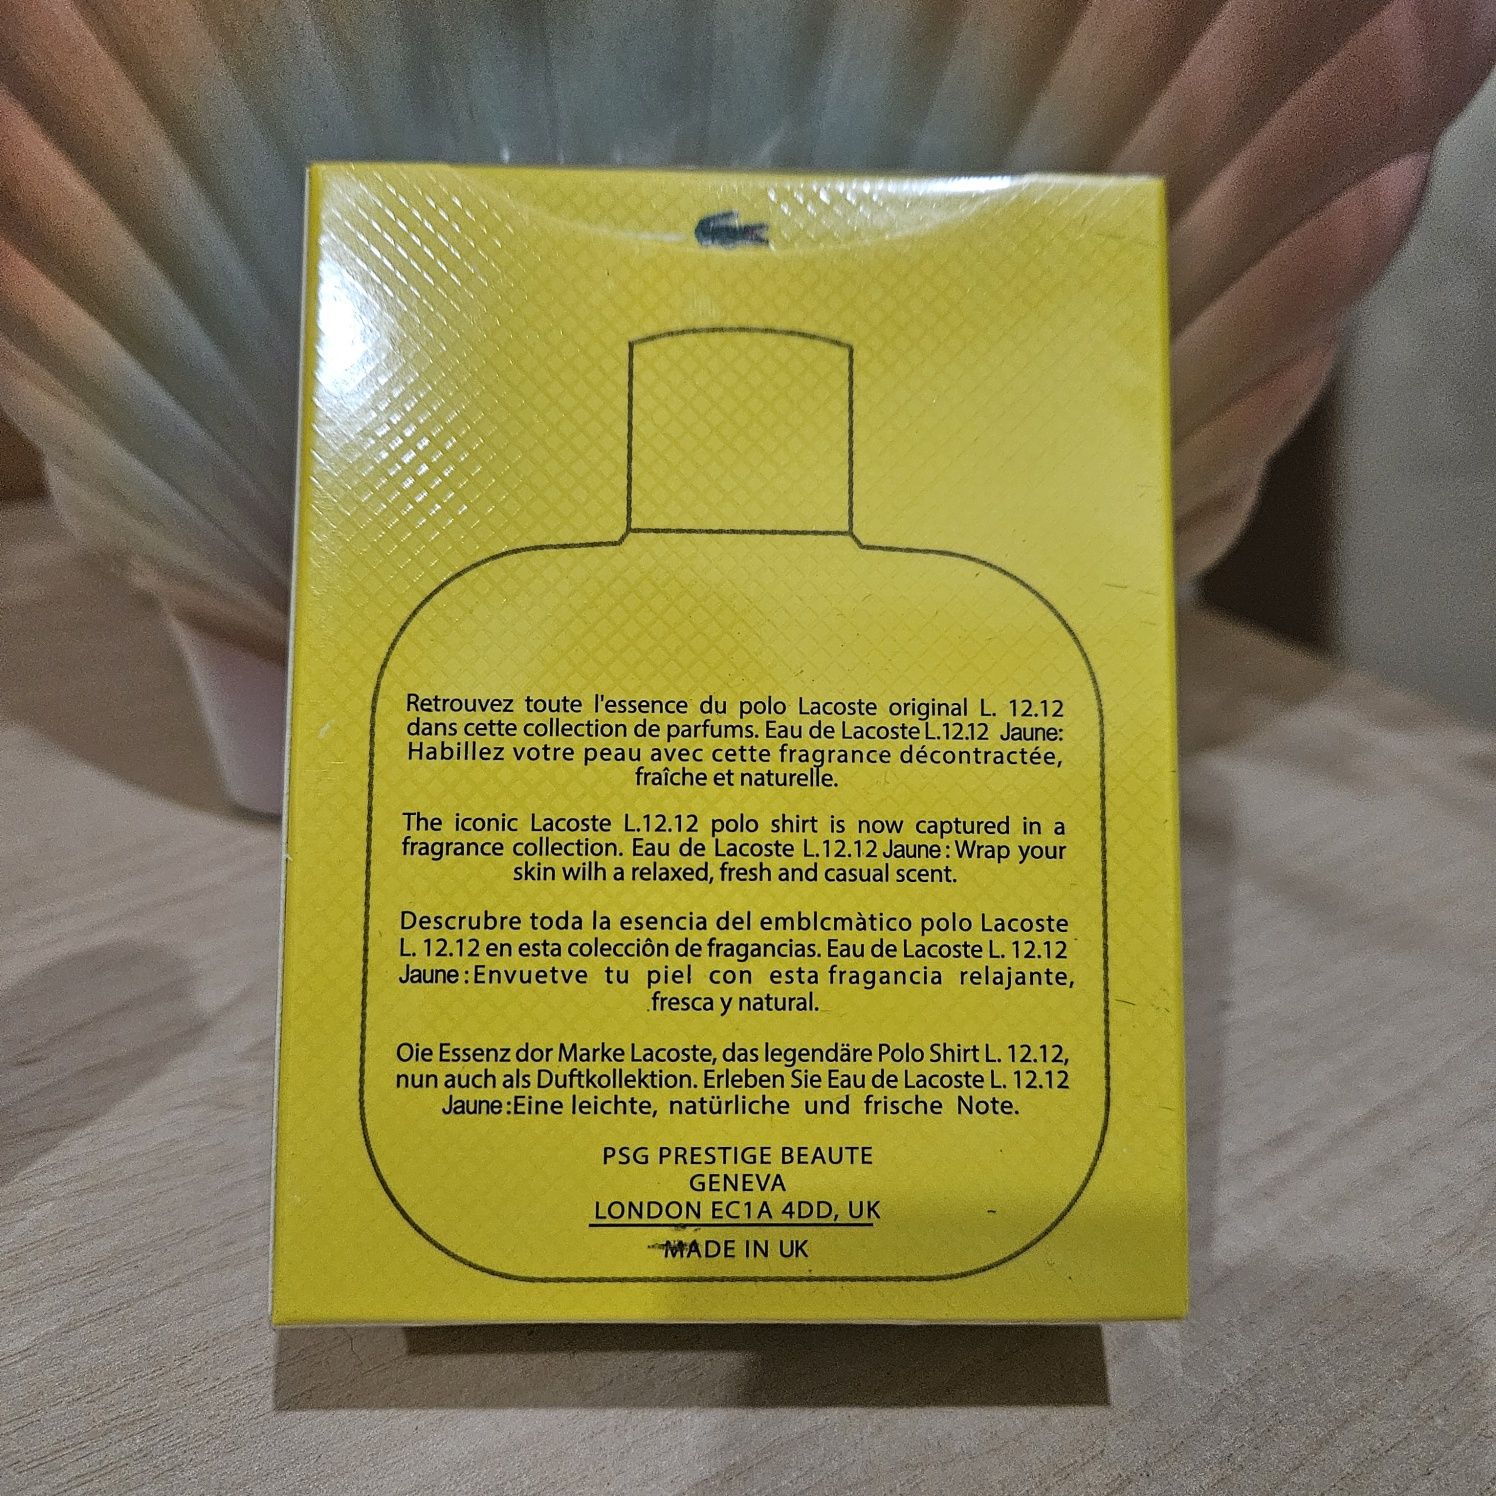 Retrouvez toute l'essence du polo Lacoste original L. 12.12
dans cette collection de parfums. Eau de Lacoste L.12.12 Jaune:
Habillez votre peau avec cette fragrance décontractée,
fraîche et naturelle.
The iconic Lacoste L.12.12 polo shirt is now captured in a
fragrance collection. Eau de Lacoste L.12.12 Jaune: Wrap your
skin wilh a relaxed, fresh and casual scent.
Descrubre toda la esencia del emblcmàtico polo Lacoste
L. 12.12 en esta colecciôn de fragancias. Eau de Lacoste L. 12.12
Jaune: Envuetve tu piel con esta fragancia relajante,
fresca y natural.
Oie Essenz dor Marke Lacoste, das legendäre Polo Shirt L. 12.12,
nun auch als Duftkollektion. Erleben Sie Eau de Lacoste L. 12.12
Jaune:Eine leichte, natürliche und frische Note.
PSG PRESTIGE BEAUTE
GENEVA
LONDON EC1A 4DD, UK
MADE IN UK